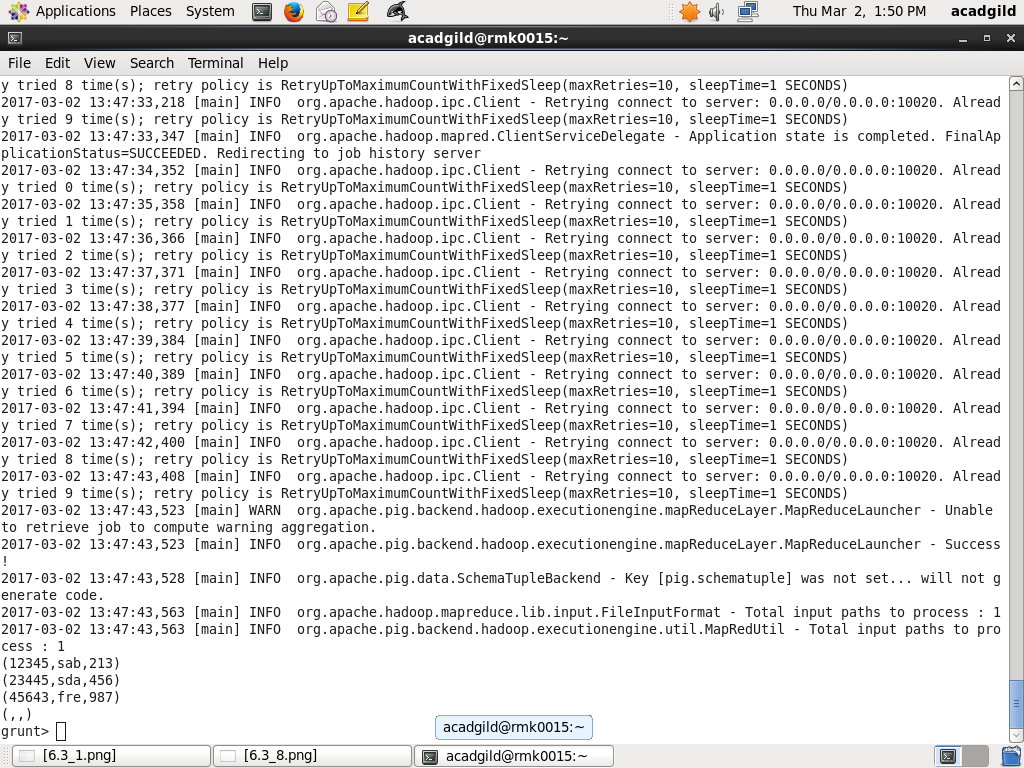 Applications Places System
Thu Mar 2, 1:50 PM acadgild
acadgild@rmk0015:~
File Edit View Search Terminal Help
y tried 8 time(s); retry policy is RetryUpToMaximumCountWithFixedSleep(maxRetries=10, sleepTime=1 SECONDS)
2017-03-02 13:47:33,218 [main] INFO  org.apache.hadoop.ipc.Client - Retrying connect to server: 0.0.0.0/0.0.0.0:10020. Alread
y tried 9 time(s); retry policy is RetryUpToMaximumCountWithFixedSleep(maxRetries=10, sleepTime=1 SECONDS)
2017-03-02 13:47:33,347 [main] INFO  org.apache.hadoop.mapred.ClientServiceDelegate - Application state is completed. FinalAp
plicationStatus=SUCCEEDED. Redirecting to job history server
2017-03-02 13:47:34,352 [main] INFO  org.apache.hadoop.ipc.Client - Retrying connect to server: 0.0.0.0/0.0.0.0:10020. Alread
y tried 0 time(s); retry policy is RetryUpToMaximumCountWithFixedSleep(maxRetries=10, sleepTime=1 SECONDS)
2017-03-02 13:47:35,358 [main] INFO  org.apache.hadoop.ipc.Client - Retrying connect to server: 0.0.0.0/0.0.0.0:10020. Alread
y tried 1 time(s); retry policy is RetryUpToMaximumCountWithFixedSleep(maxRetries=10, sleepTime=1 SECONDS)
2017-03-02 13:47:36,366 [main] INFO  org.apache.hadoop.ipc.Client - Retrying connect to server: 0.0.0.0/0.0.0.0:10020. Alread
y tried 2 time(s); retry policy is RetryUpToMaximumCountWithFixedSleep(maxRetries=10, sleepTime=1 SECONDS)
2017-03-02 13:47:37,371 [main] INFO  org.apache.hadoop.ipc.Client - Retrying connect to server: 0.0.0.0/0.0.0.0:10020. Alread
y tried 3 time(s); retry policy is RetryUpToMaximumCountWithFixedSleep(maxRetries=10, sleepTime=1 SECONDS)
2017-03-02 13:47:38,377 [main] INFO  org.apache.hadoop.ipc.Client - Retrying connect to server: 0.0.0.0/0.0.0.0:10020. Alread
y tried 4 time(s); retry policy is RetryUpToMaximumCountWithFixedSleep(maxRetries=10, sleepTime=1 SECONDS)
2017-03-02 13:47:39,384 [main] INFO  org.apache.hadoop.ipc.Client - Retrying connect to server: 0.0.0.0/0.0.0.0:10020. Alread
y tried 5 time(s); retry policy is RetryUpToMaximumCountWithFixedSleep(maxRetries=10, sleepTime=1 SECONDS)
2017-03-02 13:47:40,389 [main] INFO  org.apache.hadoop.ipc.Client - Retrying connect to server: 0.0.0.0/0.0.0.0:10020. Alread
y tried 6 time(s); retry policy is RetryUpToMaximumCountWithFixedSleep(maxRetries=10, sleepTime=1 SECONDS)
2017-03-02 13:47:41,394 [main] INFO  org.apache.hadoop.ipc.Client - Retrying connect to server: 0.0.0.0/0.0.0.0:10020. Alread
y tried 7 time(s); retry policy is RetryUpToMaximumCountWithFixedSleep(maxRetries=10, sleepTime=1 SECONDS)
2017-03-02 13:47:42,400 [main] INFO  org.apache.hadoop.ipc.Client - Retrying connect to server: 0.0.0.0/0.0.0.0:10020. Alread
y tried 8 time(s); retry policy is RetryUpToMaximumCountWithFixedSleep(maxRetries=10, sleepTime=1 SECONDS)
2017-03-02 13:47:43,408 [main] INFO  org.apache.hadoop.ipc.Client - Retrying connect to server: 0.0.0.0/0.0.0.0:10020. Alread
y tried 9 time(s); retry policy is RetryUpToMaximumCountWithFixedSleep(maxRetries=10, sleepTime=1 SECONDS)
2017-03-02 13:47:43,523 [main] WARN  org.apache.pig.backend.hadoop.executionengine.mapReduceLayer.MapReduceLauncher - Unable
to retrieve job to compute warning aggregation.
2017-03-02 13:47:43,523 [main] INFO  org.apache.pig.backend.hadoop.executionengine.mapReduceLayer.MapReduceLauncher - Success
!
2017-03-02 13:47:43,528 [main] INFO  org.apache.pig.data.SchemaTupleBackend - Key [pig.schematuple] was not set... will not g
enerate code.
2017-03-02 13:47:43,563 [main] INFO  org.apache.hadoop.mapreduce.lib.input.FileInputFormat - Total input paths to process : 1
2017-03-02 13:47:43,563 [main] INFO  org.apache.pig.backend.hadoop.executionengine.util.MapRedUtil - Total input paths to pro
cess : 1
(12345,sab,213)
(23445,sda,456)
(45643,fre,987)
(,,)
grunt>
acadgild@rmk0015:~
[6.3_1.png] [6.3_8.png] acadgild@rmk0015:~